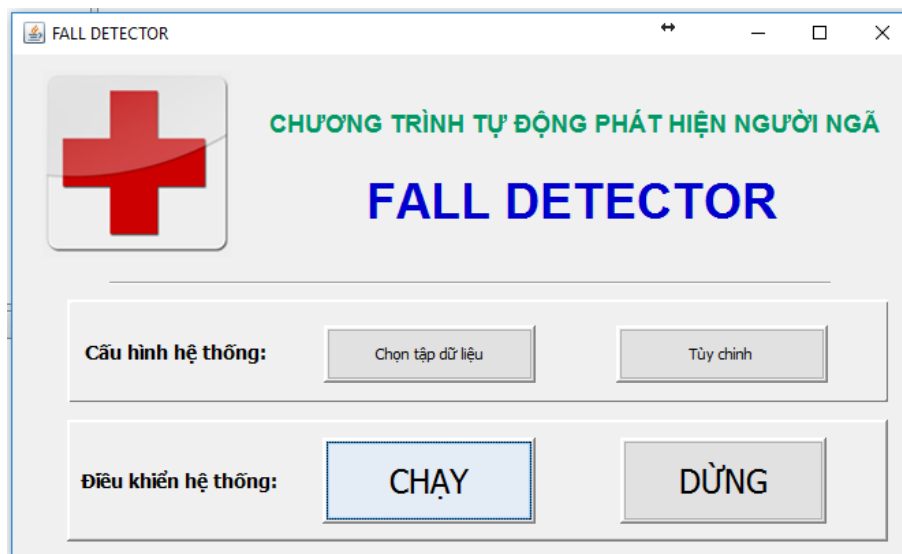 FALL DETECTOR
CHƯƠNG TRÌNH TỰ ĐỘNG PHÁT HIỆN NGƯỜI NGÃ
FALL DETECTOR
Cấu hình hệ thống: Chọn tập dữ liệu Tùy chinh
Điều khiển hệ thống: CHẠY DỪNG